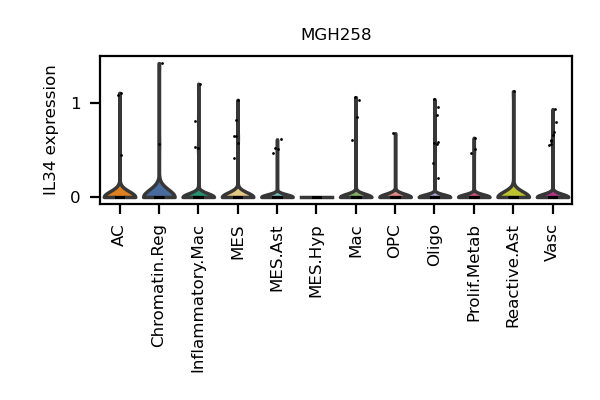 MGH258
IL34 expression
1
0
AC
Chromatin.Reg
Inflammatory.Mac
MES
MES.Ast
MES.Hyp
Mac
OPC
Oligo
Prolif.Metab
Reactive.Ast
Vasc